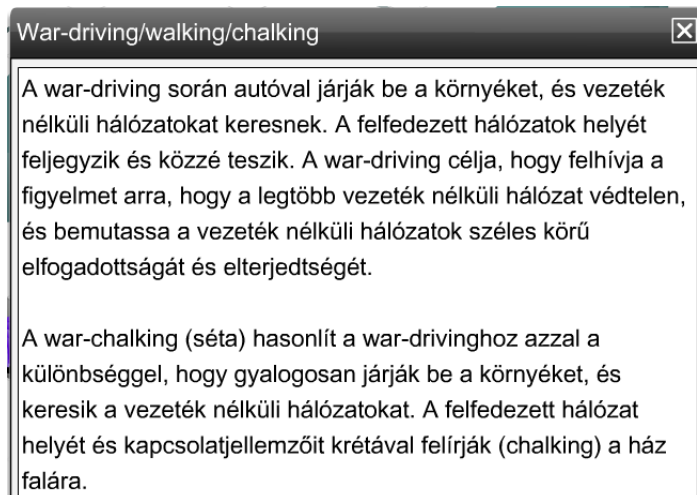 War-driving/walking/chalking
A war-driving során autóval járják be a környéket, és vezeték
nélküli hálózatokat keresnek. A felfedezett hálózatok helyét
feljegyzik és közzé teszik. A war-driving célja, hogy felhívja a
figyelmet arra, hogy a legtöbb vezeték nélküli hálózat védtelen,
és bemutassa a vezeték nélküli hálózatok széles körű
elfogadottságát és elterjedtségét.
A war-chalking (séta) hasonlít a war-drivinghoz azzal a
különbséggel, hogy gyalogosan járják be a környéket, és
keresik a vezeték nélküli hálózatokat. A felfedezett hálózat
helyét és kapcsolatjellemzőit krétával felírják (chalking) a ház
falára.